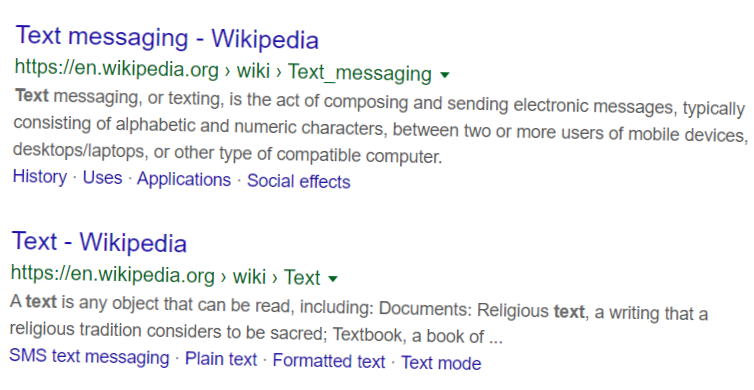 Text messaging - Wikipedia
https://en.wikipedia.org › wiki › Text_messaging
Text messaging, or texting, is the act of composing and sending electronic messages, typically
consisting of alphabetic and numeric characters, between two or more users of mobile devices,
desktops/laptops, or other type of compatible computer.
History · Uses · Applications · Social effects
Text - Wikipedia
https://en.wikipedia.org › wiki › Text
A text is any object that can be read, including: Documents: Religious text, a writing that a
religious tradition considers to be sacred; Textbook, a book of ...
SMS text messaging · Plain text · Formatted text · Text mode